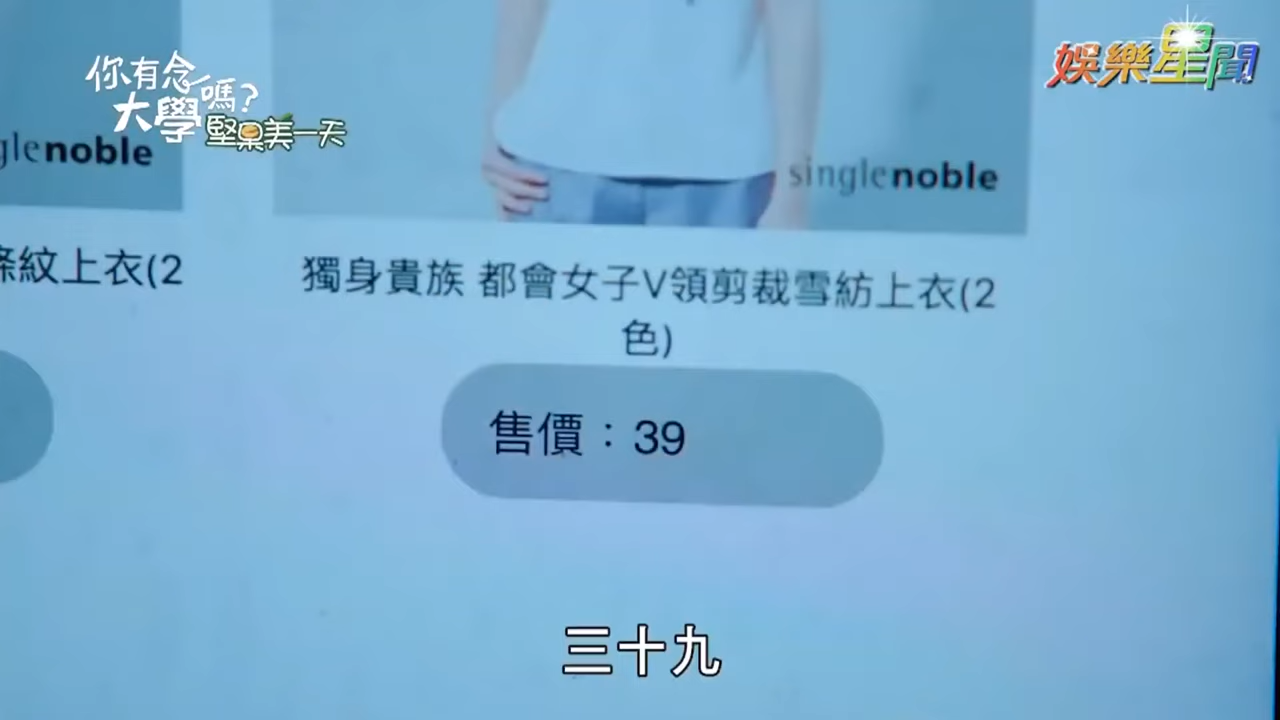 你有念
大學嗎?
堅果美一天
娛樂星聞
glenoble
singlenoble
條紋上衣(2
獨身貴族 都會女子V領剪裁雪紡上衣(2
色)
售價：39
三十九